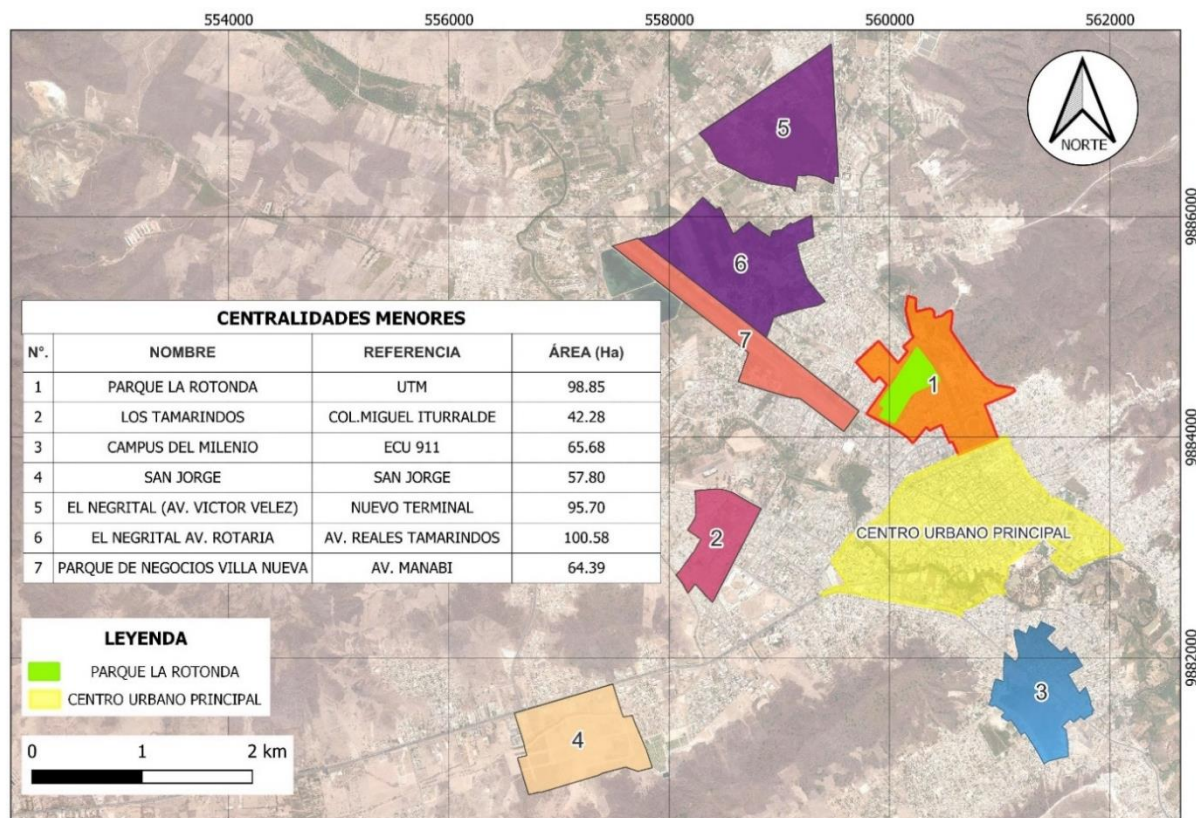 554000 556000 558000 560000 562000
NORTE
5
9886000
6
7
1
CENTRALIDADES MENORES
N°. NOMBRE REFERENCIA ÁREA (Ha)
1 PARQUE LA ROTONDA UTM 98.85
2 LOS TAMARINDOS COL.MIGUEL ITURRALDE 42.28
3 CAMPUS DEL MILENIO ECU 911 65.68
4 SAN JORGE SAN JORGE 57.80
5 EL NEGRITAL (AV. VICTOR VELEZ) NUEVO TERMINAL 95.70
6 EL NEGRITAL AV. ROTARIA AV. REALES TAMARINDOS 100.58
7 PARQUE DE NEGOCIOS VILLA NUEVA AV. MANABI 64.39
9884000
2
CENTRO URBANO PRINCIPAL
9882000
3
4
LEYENDA
PARQUE LA ROTONDA
CENTRO URBANO PRINCIPAL
0 1 2 km